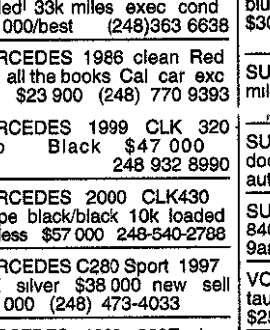 led! 33k miles exec cond
000/best (248)363 6638
RCEDES 1986 clean Red
all the books Cal car exc
$23 900 (248) 770 9393
RCEDES 1999 CLK 320
Black $47 000
248 932 8990
RCEDES 2000 CLK430
pe black/black 10k loaded
less $57 000 248-540-2788
RCEDES C280 Sport 1997
silver $38 000 new sell
000 (248) 473-4033
blu
$30
SU
mil
SU
doo
aut
SU
840
9ar
VO
tau
$25